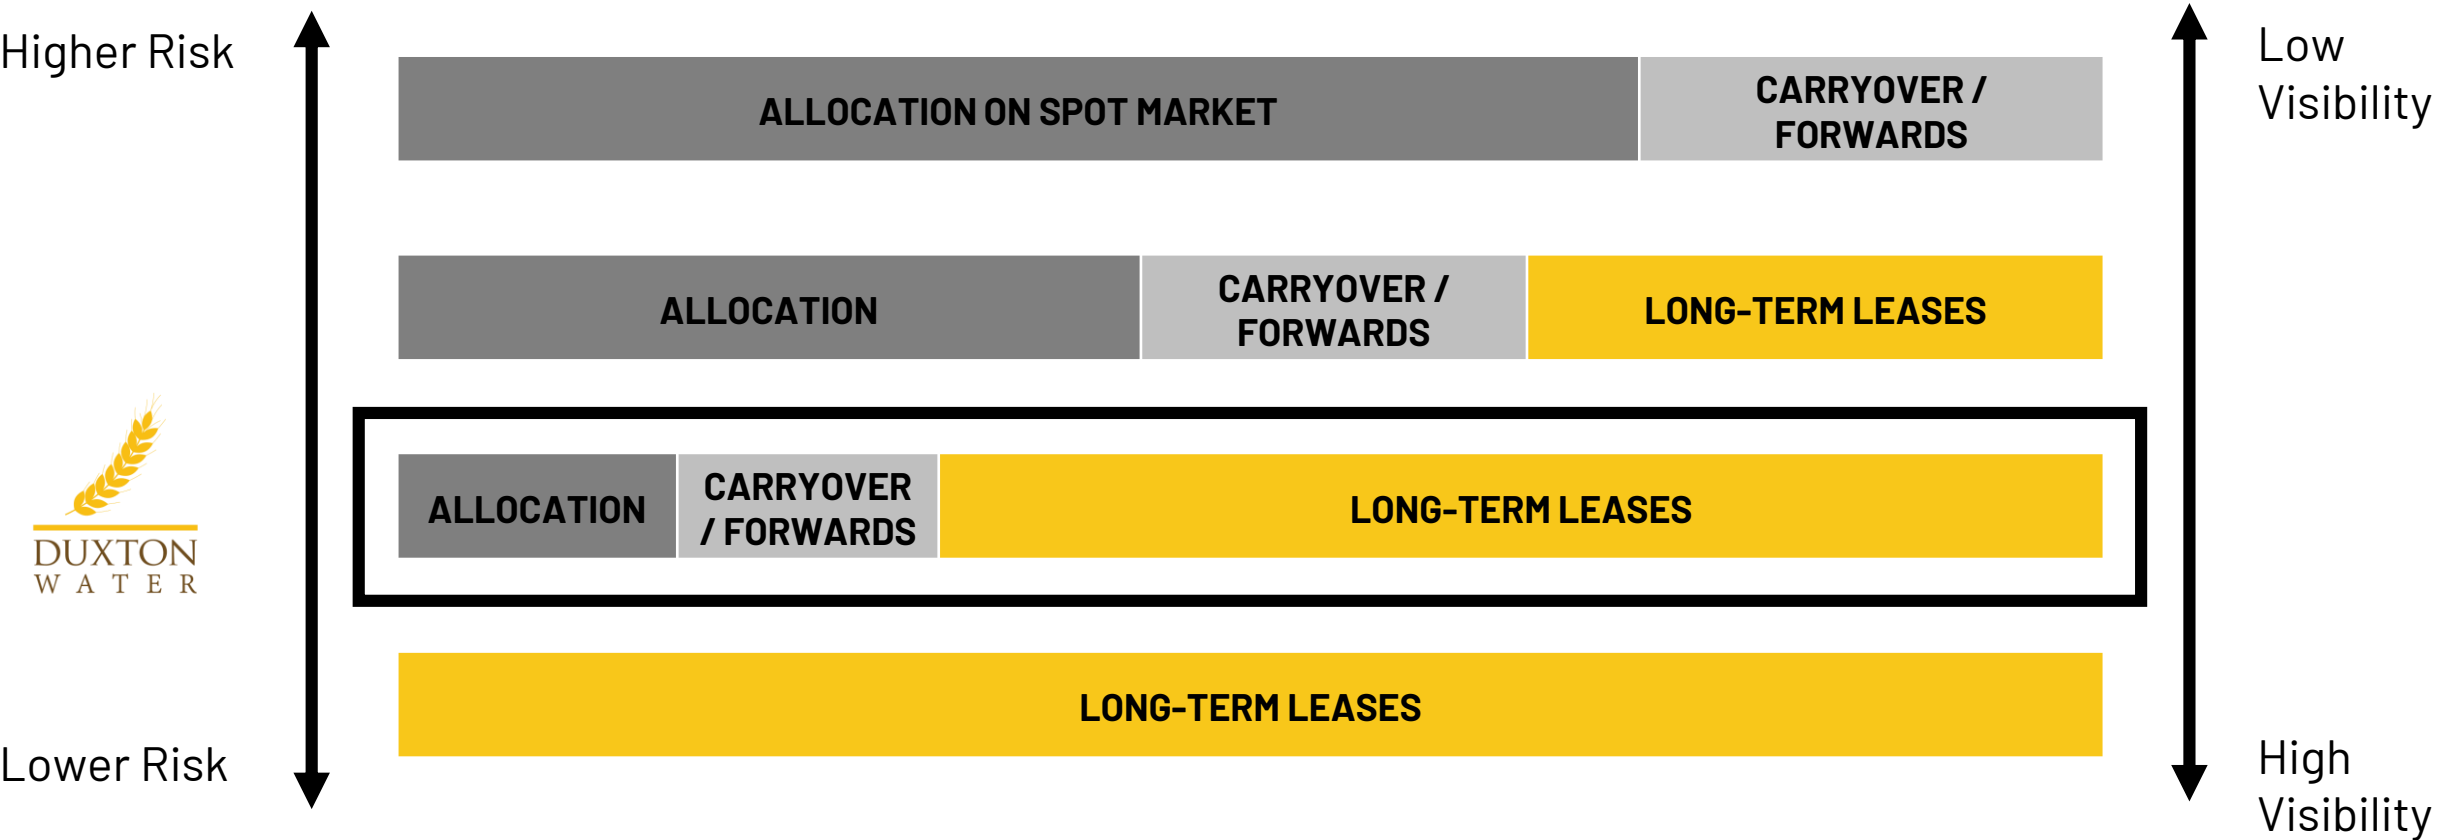 Higher Risk
Low
Visibility
ALLOCATION ON SPOT MARKET
CARRYOVER /
FORWARDS
ALLOCATION
CARRYOVER /
FORWARDS
LONG-TERM LEASES
DUXTON
WATER
ALLOCATION
CARRYOVER
/ FORWARDS
LONG-TERM LEASES
LONG-TERM LEASES
Lower Risk
High
Visibility